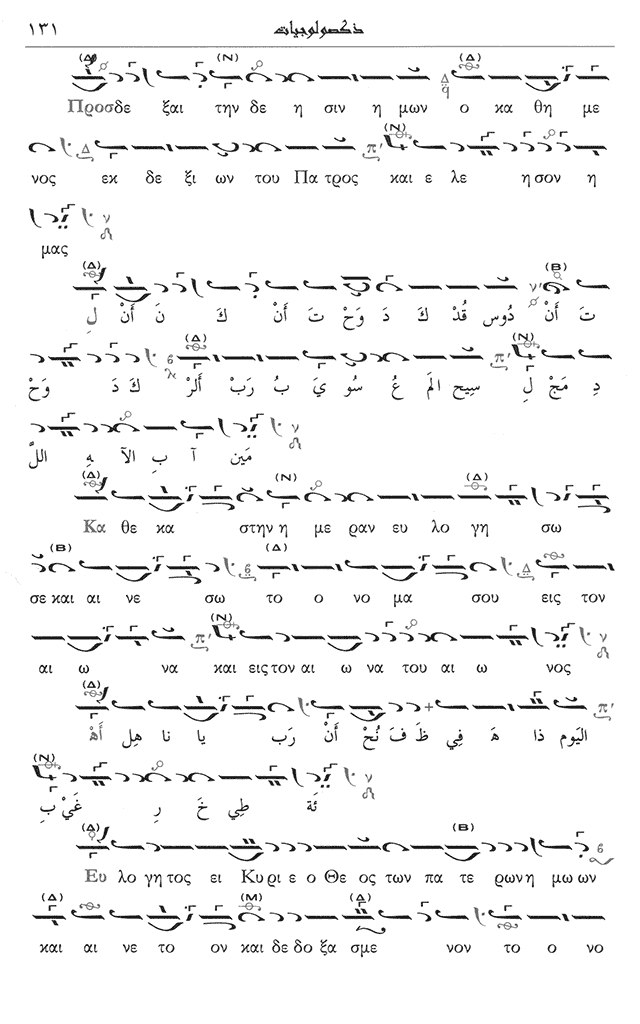 ١٣١ ذكصولوجيات
Προσδε ξαι την δε η σιν η μων ο κα θη με
νος εκ δε ξι ων του Πα τρος και ε λε η σον η
μας
لِ أَنْ نَ كَ أَنْ تَ وَحْ دَ كَ قُدْ دُوس أَنْ تَ
وَحْ دَ كَ أَلرْ رَبْ بُ يَ سُو عُ المَ سِيح لِ مَجْ دِ
اللَّ هِ الآ بِ آ مَين
Κα θε κα στην η με ραν ευ λο γη σω
σε και αι νε σω το ο νο μα σου εις τον
αι ω να και εις τον αι ω να του αι ω νος
أَهْ هِل نا يا رَب أَنْ نُحْ فَ ظَ فِي هَ ذا اليَوم
بِ غَيْ رِ خَ طِي ئَة
Ευ λο γη τος ει Κυ ρι ε ο Θε ος των πα τε ρων η μω ων
και αι νε το ον και δε δο ξα σμε νον το ο νο